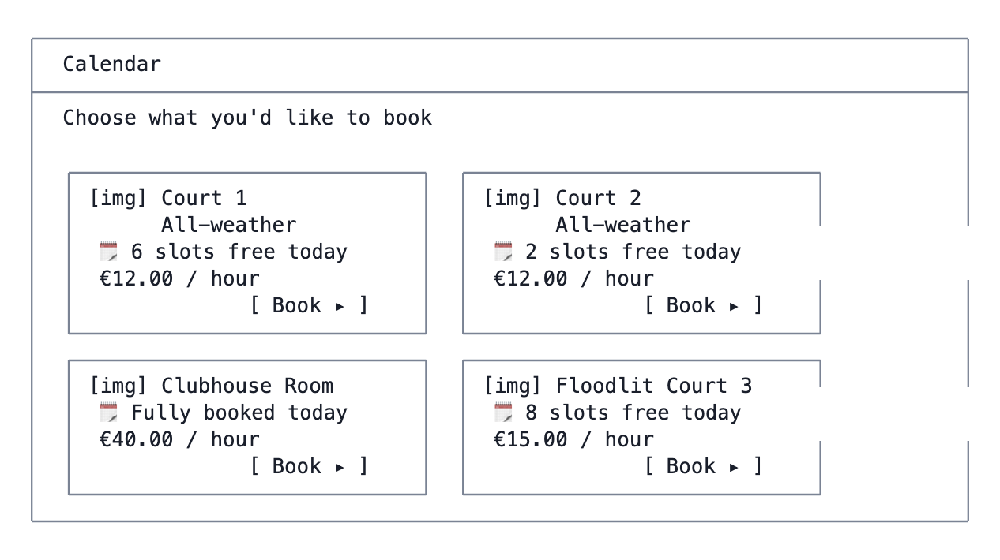 Calendar
Choose what you'd like to book
[img] Court 1
All-weather
🗒️ 6 slots free today
€12.00 / hour
[ Book ▸ ]
[img] Court 2
All-weather
🗒️ 2 slots free today
€12.00 / hour
[ Book ▸ ]
[img] Clubhouse Room
🗒️ Fully booked today
€40.00 / hour
[ Book ▸ ]
[img] Floodlit Court 3
🗒️ 8 slots free today
€15.00 / hour
[ Book ▸ ]